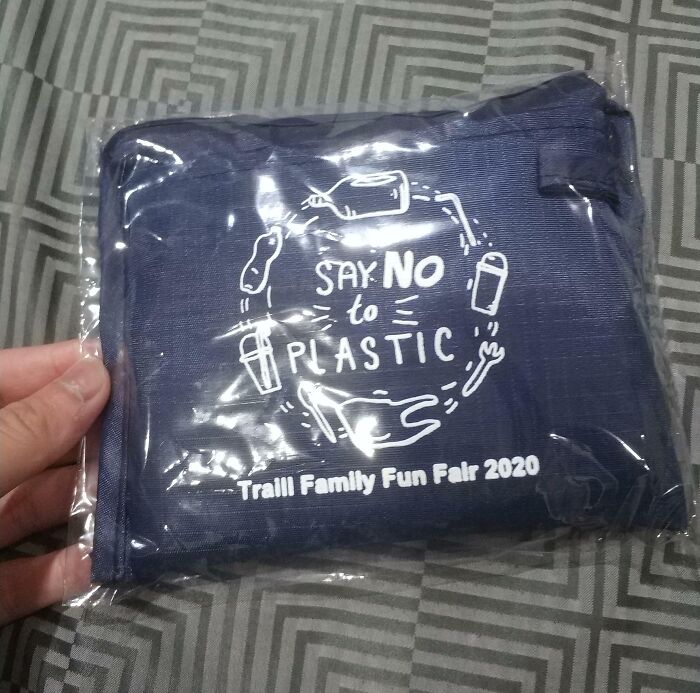 SAY NO
to
PLASTIC
Traill Family Fun Fair 2020